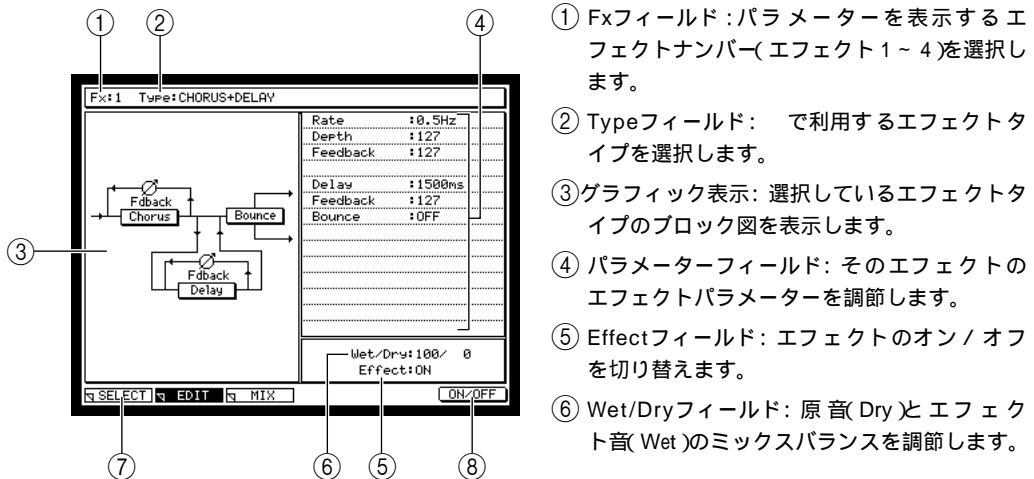 ① ② ④
Fx:1 Type:CHORUS+DELAY
Rate :0.5Hz
Depth :127
Feedback :127
Delay :1500ms
Feedback :127
Bounce :OFF
Fdback
Chorus
Bounce
Fdback
Delay
③
Wet/Dry:100/ 0
Effect:ON
SELECT EDIT MIX ON/OFF
⑦ ⑥ ⑤ ⑧
① Fxフィールド:パラメーターを表示するエ
フェクトナンバー(エフェクト1~4)を選択し
ます。
② Typeフィールド: で利用するエフェクトタ
イプを選択します。
③グラフィック表示: 選択しているエフェクトタ
イプのブロック図を表示します。
④ パラメーターフィールド: そのエフェクトの
エフェクトパラメーターを調節します。
⑤ Effectフィールド: エフェクトのオン/オフ
を切り替えます。
⑥ Wet/Dryフィールド: 原音(Dry)とエフェク
ト音(Wet)のミックスバランスを調節します。